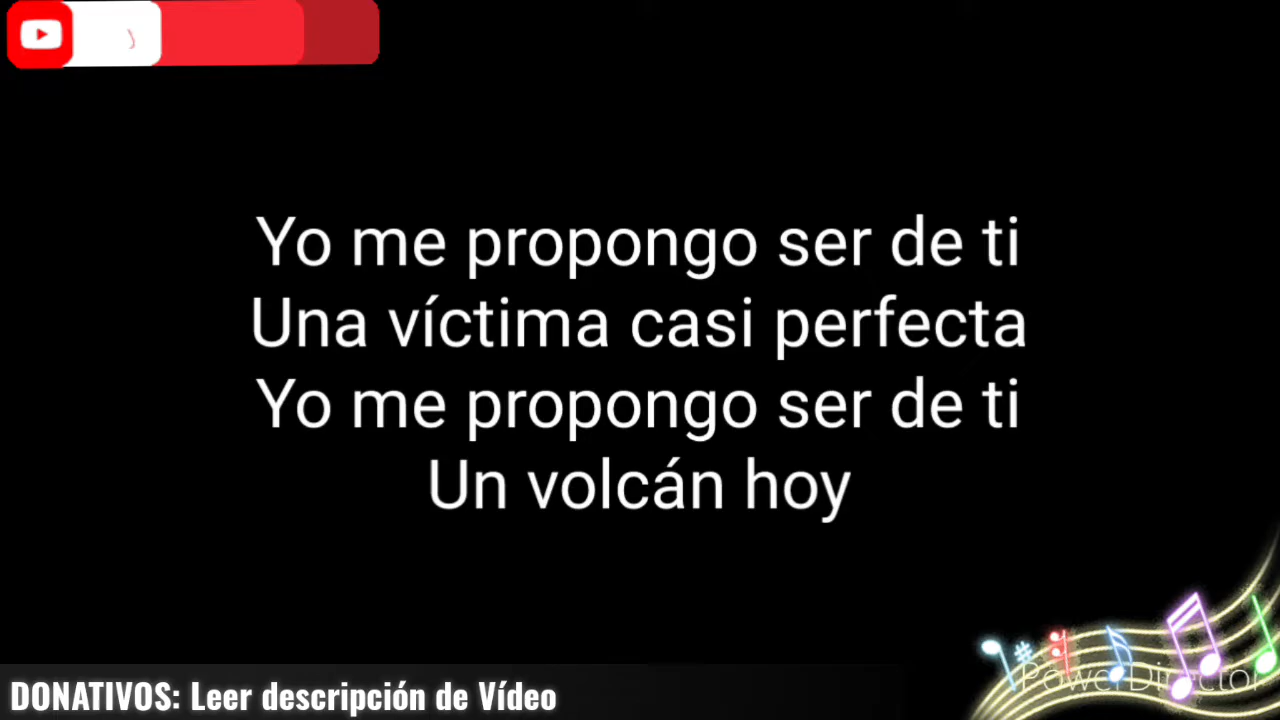 Yo me propongo ser de ti
Una víctima casi perfecta
Yo me propongo ser de ti
Un volcán hoy
PowerDirector
DONATIVOS: Leer descripción de Vídeo